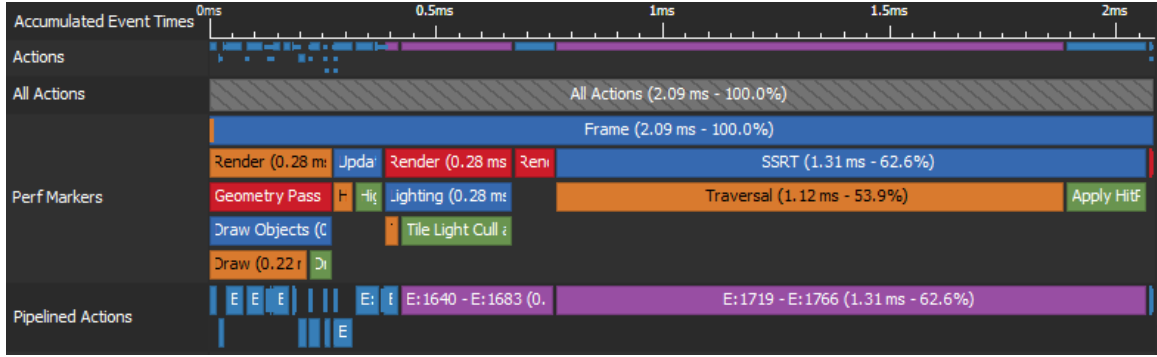 Accumulated Event Times 0ms 0.5ms 1ms 1.5ms 2ms
Actions
All Actions All Actions (2.09 ms - 100.0%)
Frame (2.09 ms - 100.0%)
Render (0.28 ms Updat Render (0.28 ms Rend SSRT (1.31 ms - 62.6%)
Perf Markers Geometry Pass H Hig Lighting (0.28 ms Traversal (1.12 ms - 53.9%) Apply HitF
Draw Objects (0 Tile Light Cull a
Draw (0.22 r Dr
E E E E: E E:1640 - E:1683 (0. E:1719 - E:1766 (1.31 ms - 62.6%)
Pipelined Actions
E